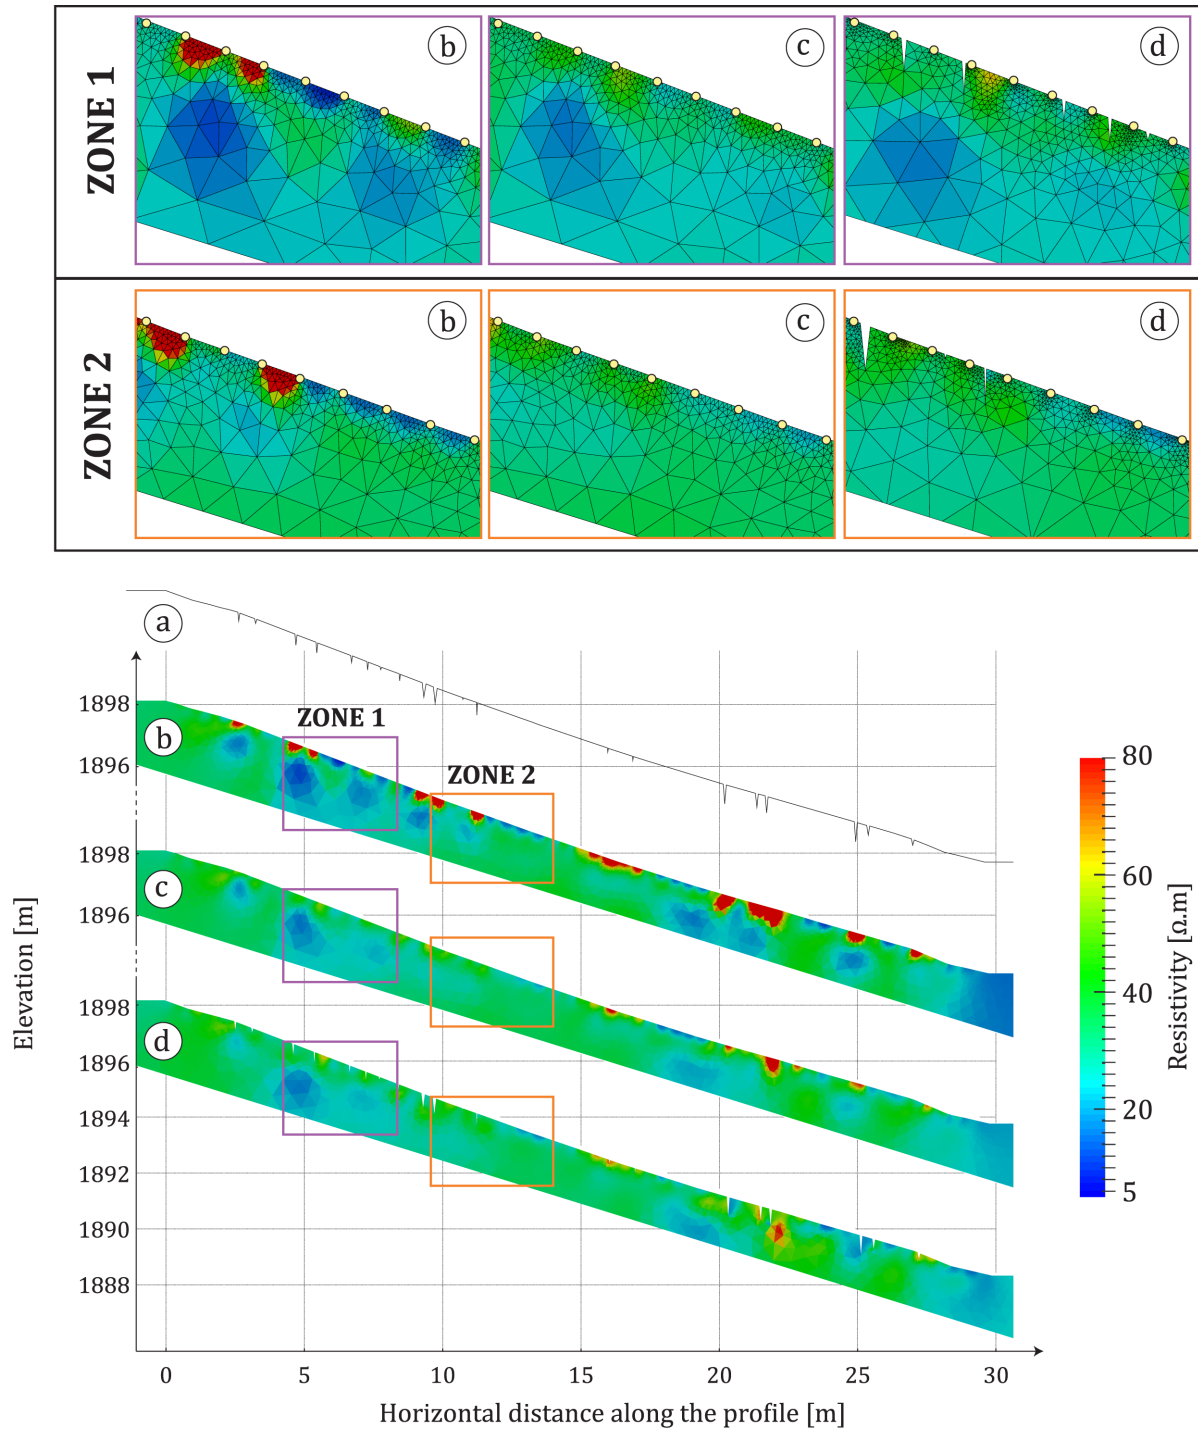 ZONE 1
b
c
d
ZONE 2
b
c
d
a
1898
ZONE 1
b
1896
ZONE 2
80
1898
c
60
1896
Elevation [m]
Resistivity [Ω.m]
40
1898
d
1896
20
1894
5
1892
1890
1888
0 5 10 15 20 25 30
Horizontal distance along the profile [m]